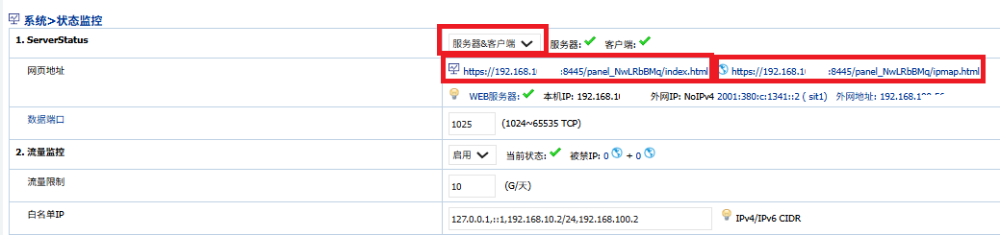 系统>状态监控
1. ServerStatus 服务器&客户端 服务器: 客户端:
网页地址 https://192.168.1 :8445/panel_NwLRbBMq/index.html https://192.168.1 :8445/panel_NwLRbBMq/ipmap.html
WEB服务器: 本机IP: 192.168.1 外网IP: NoIPv4 2001:380:c:1341::2 ( sit1) 外网地址: 192.168.
数据端口 1025 (1024~65535 TCP)
2. 流量监控 启用 当前状态: 被禁IP: 0 + 0
流量限制 10 (G/天)
白名单IP 127.0.0.1,::1,192.168.10.2/24,192.168.100.2 IPv4/IPv6 CIDR